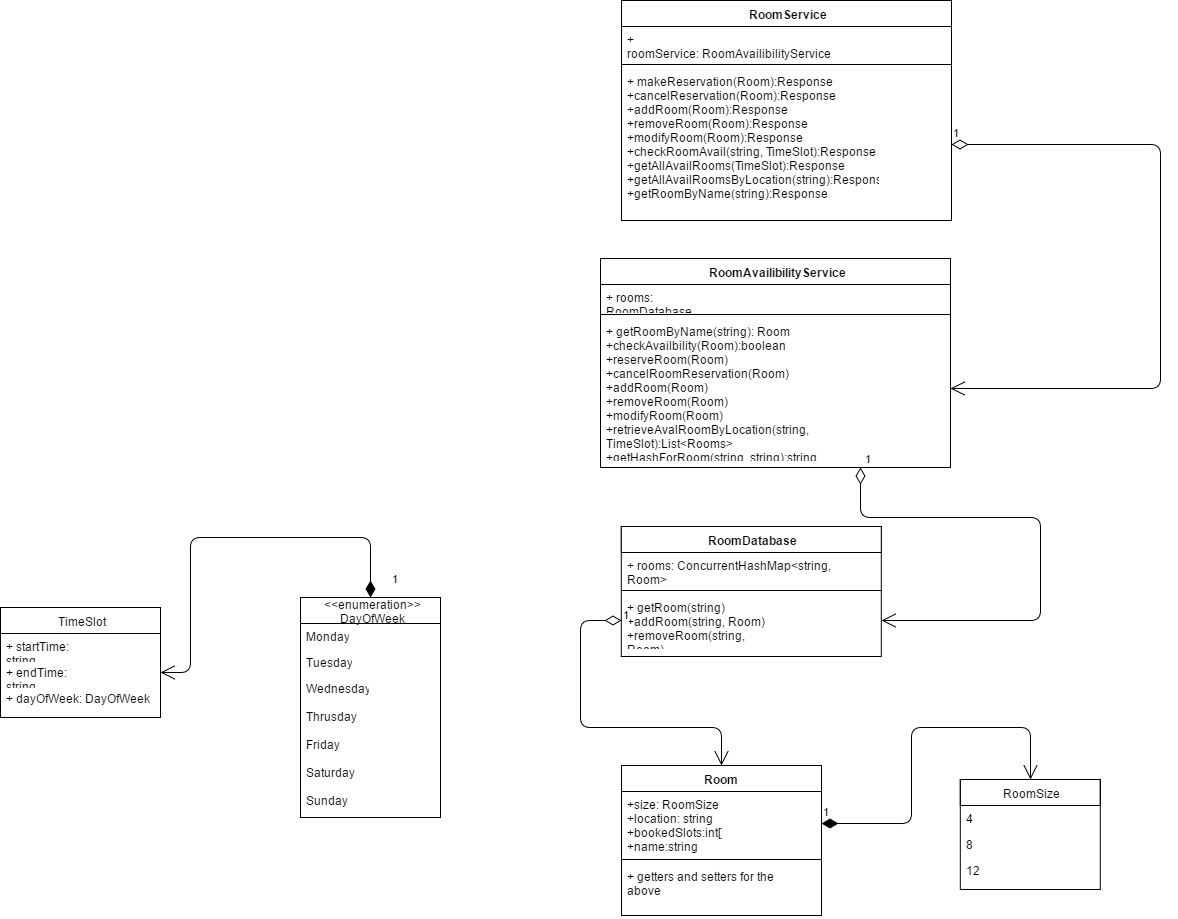 RoomService
+
roomService: RoomAvailibilityService
+ makeReservation(Room):Response
+cancelReservation(Room):Response
+addRoom(Room):Response
+removeRoom(Room):Response
+modifyRoom(Room):Response
+checkRoomAvail(string, TimeSlot):Response
+getAllAvailRooms(TimeSlot):Response
+getAllAvailRoomsByLocation(string):Respons
+getRoomByName(string):Response
1
RoomAvailibilityService
+ rooms:
RoomDatabase
+ getRoomByName(string): Room
+checkAvailbility(Room):boolean
+reserveRoom(Room)
+cancelRoomReservation(Room)
+addRoom(Room)
+removeRoom(Room)
+modifyRoom(Room)
+retrieveAvalRoomByLocation(string,
TimeSlot):List<Rooms>
+getHashForRoom(string, string):string
1
RoomDatabase
+ rooms: ConcurrentHashMap<string,
Room>
+ getRoom(string)
+addRoom(string, Room)
+removeRoom(string,
Room)
1
TimeSlot
+ startTime:
string
+ endTime:
string
+ dayOfWeek: DayOfWeek
1
<<enumeration>>
DayOfWeek
Monday
Tuesday
Wednesday
Thrusday
Friday
Saturday
Sunday
Room
+size: RoomSize
+location: string
+bookedSlots:int[
+name:string
+ getters and setters for the
above
1
RoomSize
4
8
12